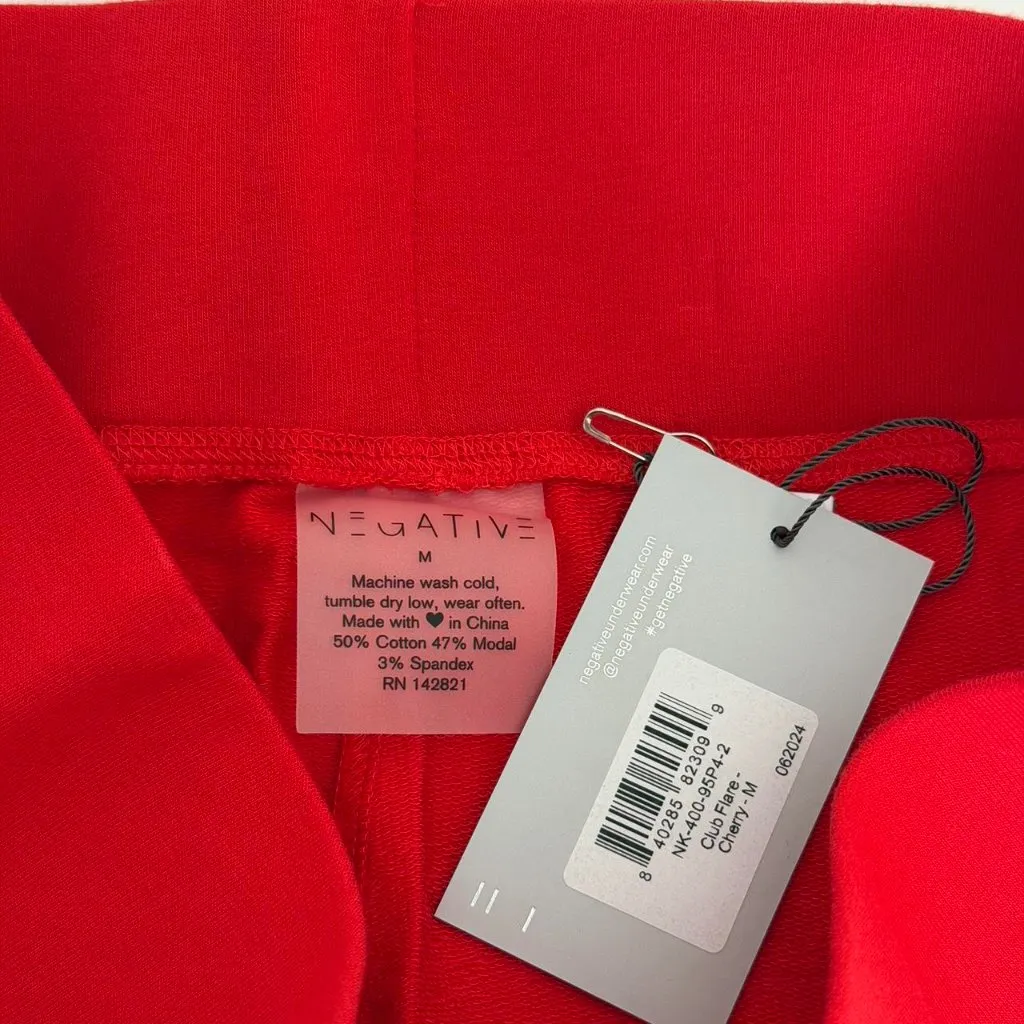 NEGATIVE
M
Machine wash cold,
tumble dry low, wear often.
Made with ♥ in China
50% Cotton 47% Modal
3% Spandex
RN 142821
negativeunderwear.com
@negativeunderwear
#getnegative
8 40285 82309 9
NK-400-95P4-2
Club Flare -
Cherry - M
062024